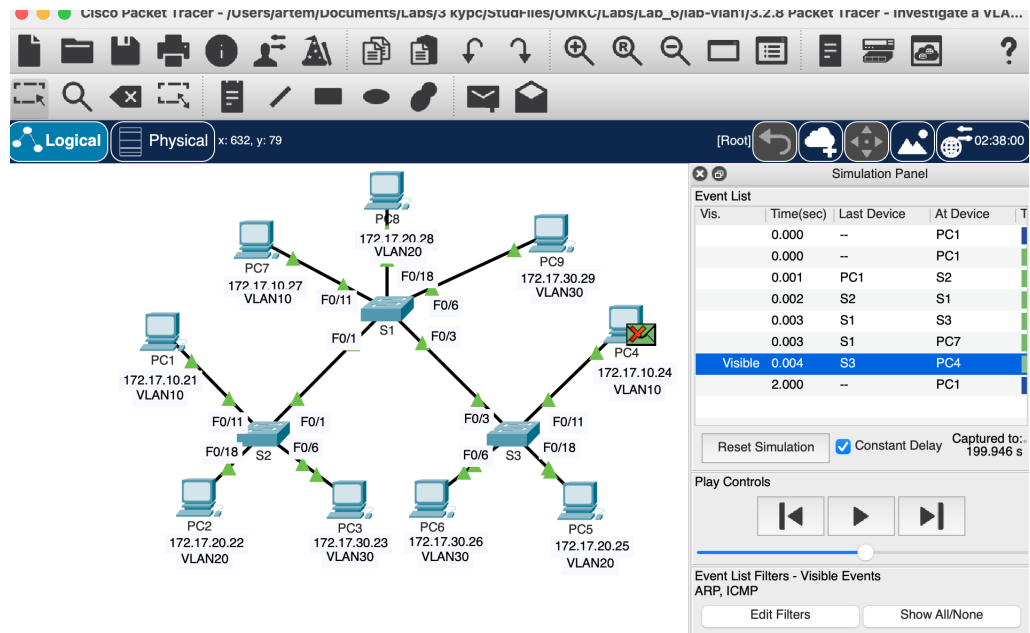 Cisco Packet Tracer - /Users/artem/Documents/Labs/3 курс/StudFiles/ОМКС/Labs/Lab_6/lab-vlan1/3.2.8 Packet Tracer - Investigate a VLA...
Logical
Physical
x: 632, y: 79
[Root]
02:38:00
PC8
172.17.20.28
VLAN20
PC7
172.17.10.27
VLAN10
PC9
172.17.30.29
VLAN30
F0/18
F0/11
F0/6
S1
F0/1
F0/3
PC1
172.17.10.21
VLAN10
PC4
172.17.10.24
VLAN10
F0/11
F0/1
F0/18
S2
F0/6
F0/3
F0/11
F0/6
S3
F0/18
PC2
172.17.20.22
VLAN20
PC3
172.17.30.23
VLAN30
PC6
172.17.30.26
VLAN30
PC5
172.17.20.25
VLAN20
Simulation Panel
Event List
Vis. Time(sec) Last Device At Device T
0.000 -- PC1
0.000 -- PC1
0.001 PC1 S2
0.002 S2 S1
0.003 S1 S3
0.003 S1 PC7
Visible 0.004 S3 PC4
2.000 -- PC1
Reset Simulation
Constant Delay
Captured to:
199.946 s
Play Controls
Event List Filters - Visible Events
ARP, ICMP
Edit Filters
Show All/None